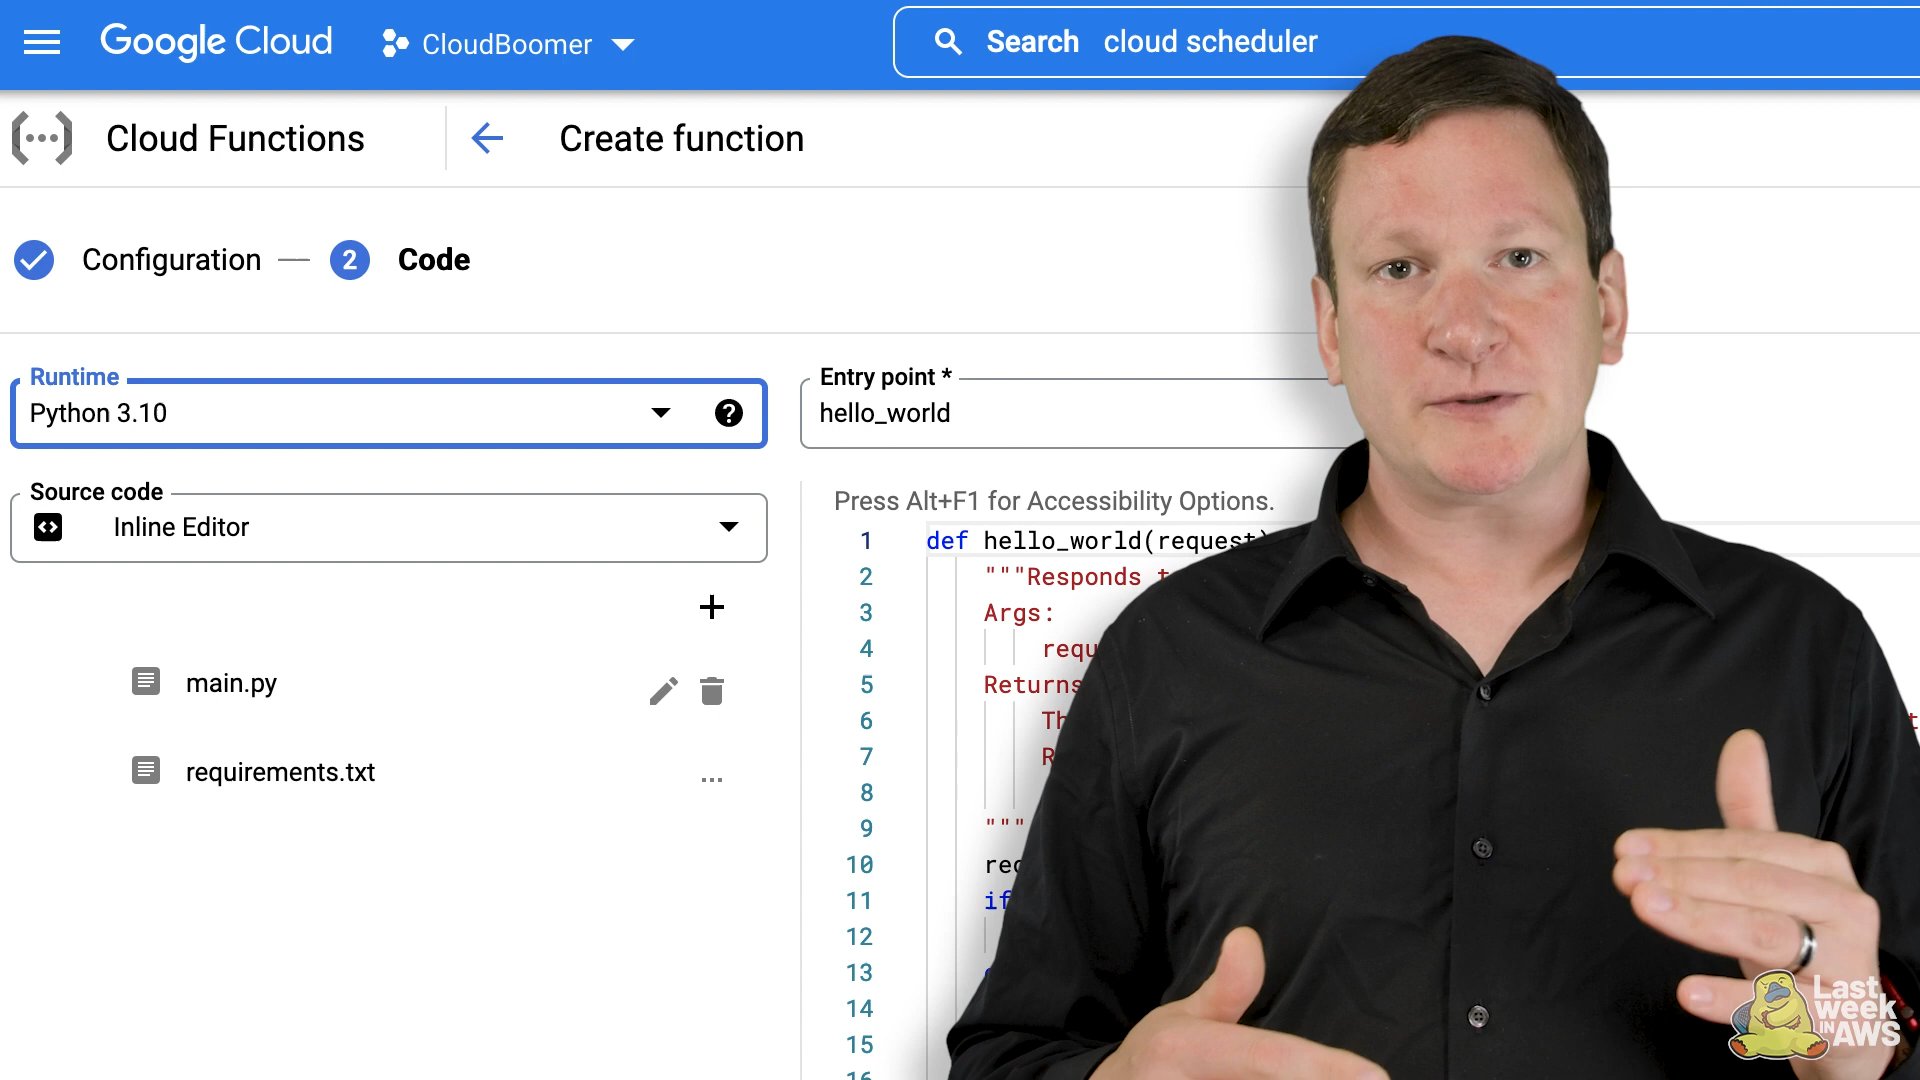 Google Cloud
CloudBoomer
Search cloud scheduler
Cloud Functions
Create function
Configuration
2 Code
Runtime
Python 3.10
Entry point *
hello_world
Source code
Inline Editor
main.py
requirements.txt
Press Alt+F1 for Accessibility Options.
1 def hello_world(request)
2 """Responds
3 Args:
4 requ
5 Returns
6 Th
7 R
8
9 """
10 req
11 if
12
13
14
15
16
Last
week
IN AWS